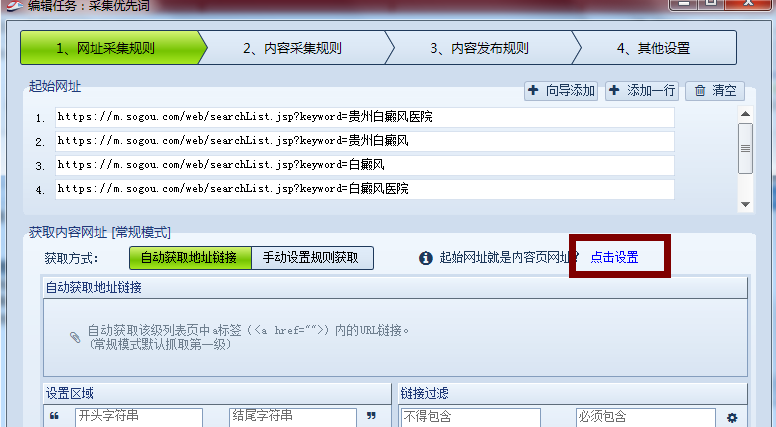 编辑任务：采集优先词
1、网址采集规则 2、内容采集规则 3、内容发布规则 4、其他设置
起始网址
向导添加 添加一行 清空
1. https://m.sogou.com/web/searchList.jsp?keyword=贵州白癜风医院
2. https://m.sogou.com/web/searchList.jsp?keyword=贵州白癜风
3. https://m.sogou.com/web/searchList.jsp?keyword=白癜风
4. https://m.sogou.com/web/searchList.jsp?keyword=白癜风医院
获取内容网址 [常规模式]
获取方式： 自动获取地址链接 手动设置规则获取 起始网址就是内容页网址? 点击设置
自动获取地址链接
自动获取该级列表页中a标签（<a href="">）内的URL链接。
(常规模式默认抓取第一级)
设置区域 链接过滤
开头字符串 结尾字符串 不得包含 必须包含